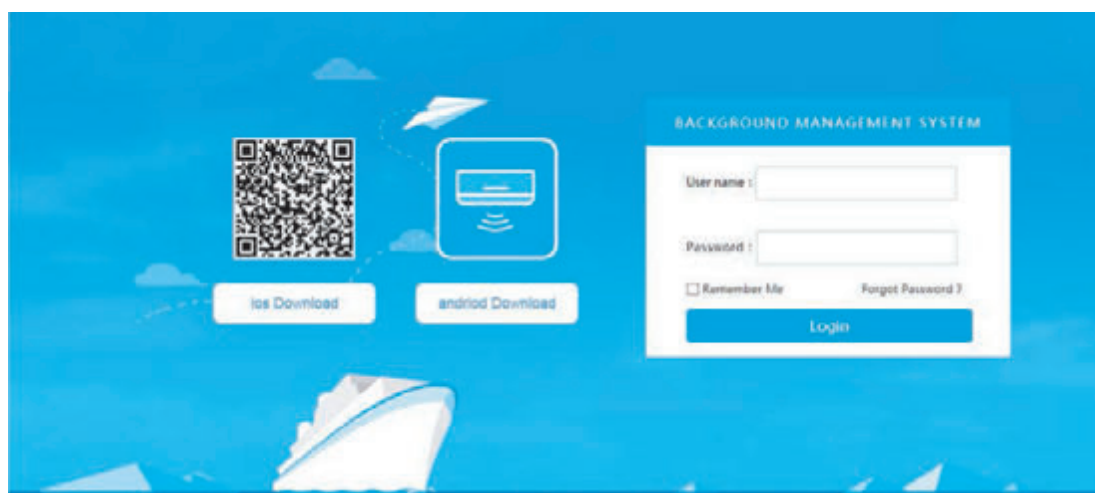 BACKGROUND MANAGEMENT SYSTEM
User name :
Password :
Remember Me
Forgot Password ?
Login
ios Download
andriod Download